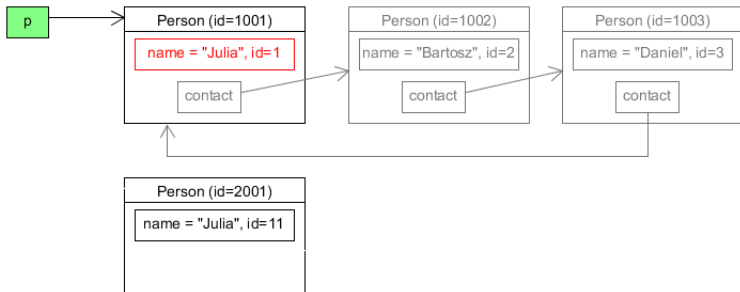 p
Person (id=1001)
name = "Julia", id=1
contact
Person (id=1002)
name = "Bartosz", id=2
contact
Person (id=1003)
name = "Daniel", id=3
contact
Person (id=2001)
name = "Julia", id=11